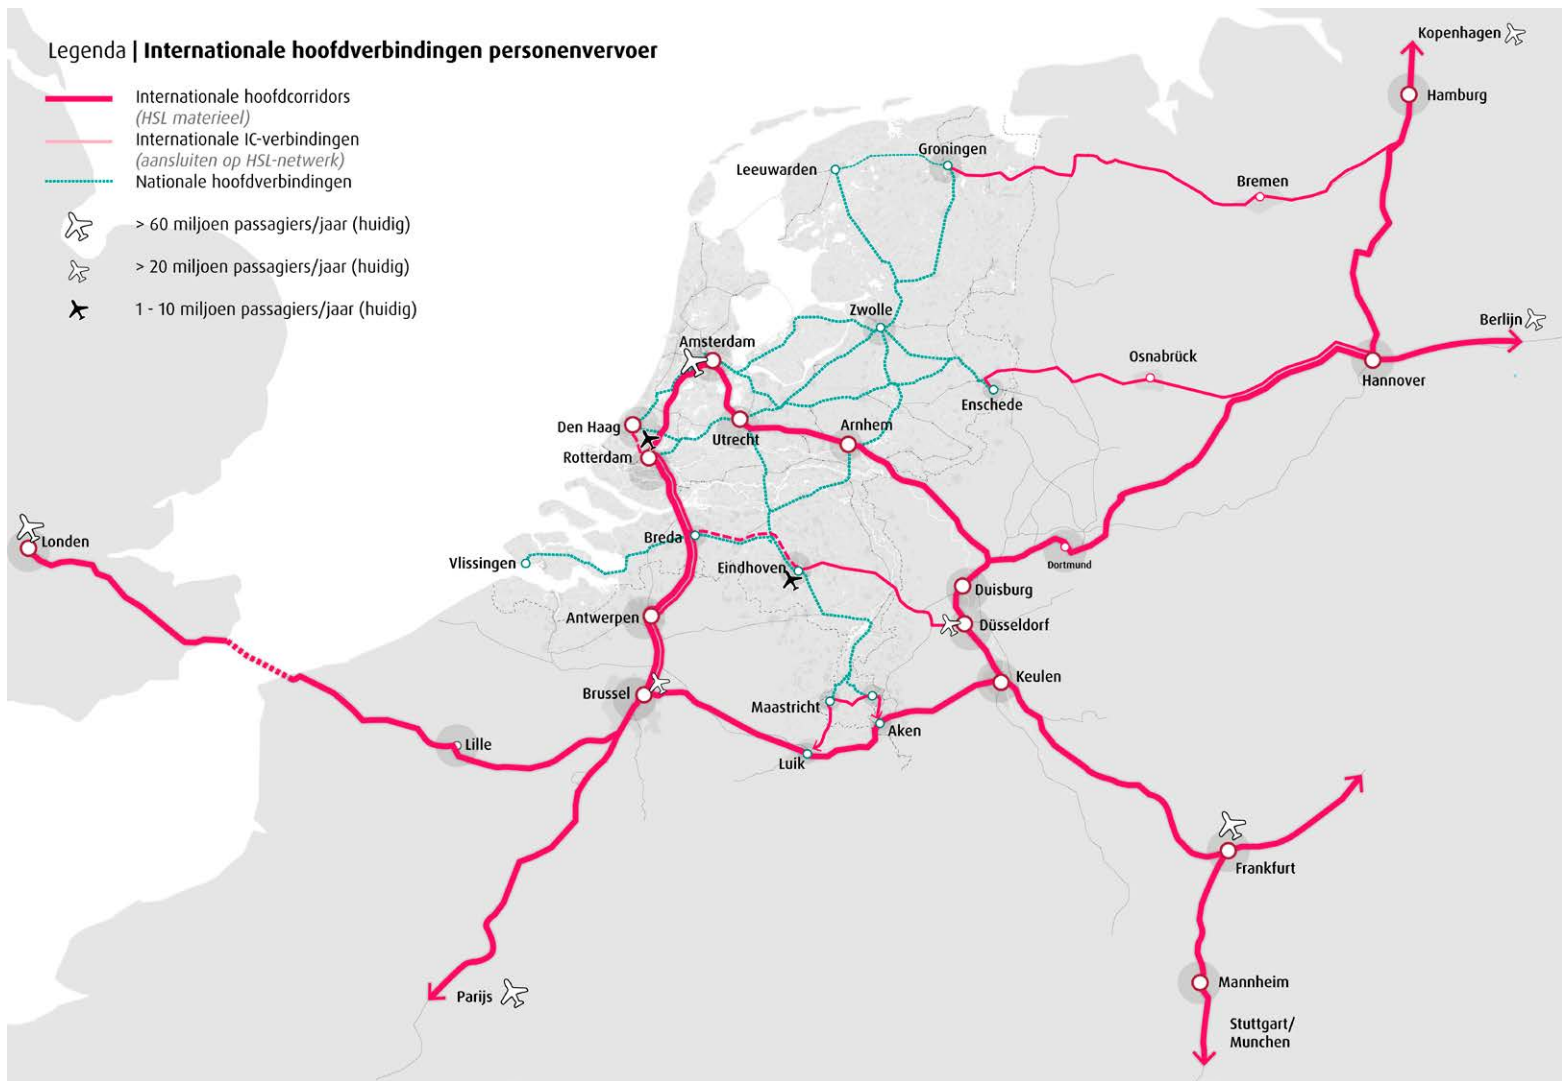 Legenda | Internationale hoofdverbindingen personenvervoer
Internationale hoofdcorridors
(HSL materieel)
Internationale IC-verbindingen
(aansluiten op HSL-netwerk)
Nationale hoofdverbindingen
> 60 miljoen passagiers/jaar (huidig)
> 20 miljoen passagiers/jaar (huidig)
1 - 10 miljoen passagiers/jaar (huidig)
Kopenhagen
Hamburg
Groningen
Leeuwarden
Bremen
Zwolle
Berlijn
Amsterdam
Osnabrück
Hannover
Enschede
Den Haag
Utrecht
Arnhem
Rotterdam
Londen
Breda
Vlissingen
Eindhoven
Dortmund
Duisburg
Antwerpen
Düsseldorf
Keulen
Brussel
Maastricht
Aken
Lille
Luik
Frankfurt
Parijs
Mannheim
Stuttgart/
Munchen